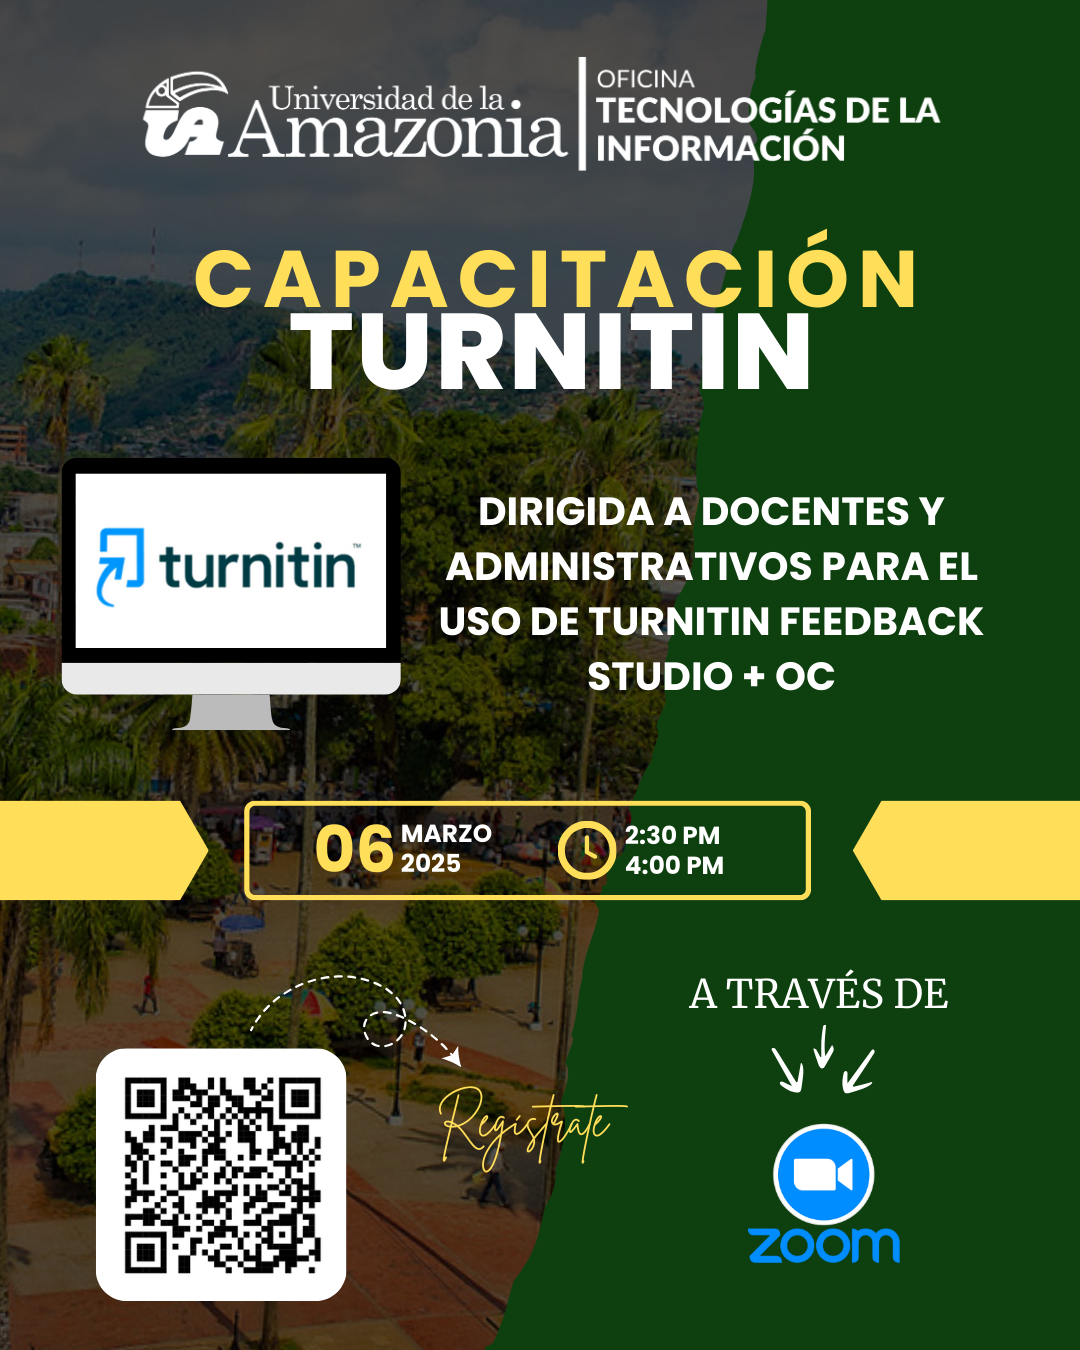 Universidad de la
Amazonia
OFICINA
TECNOLOGÍAS DE LA
INFORMACIÓN
CAPACITACIÓN
TURNITIN
turnitin™
DIRIGIDA A DOCENTES Y
ADMINISTRATIVOS PARA EL
USO DE TURNITIN FEEDBACK
STUDIO + OC
06 MARZO
2025
2:30 PM
4:00 PM
A TRAVÉS DE
Regístrate
zoom